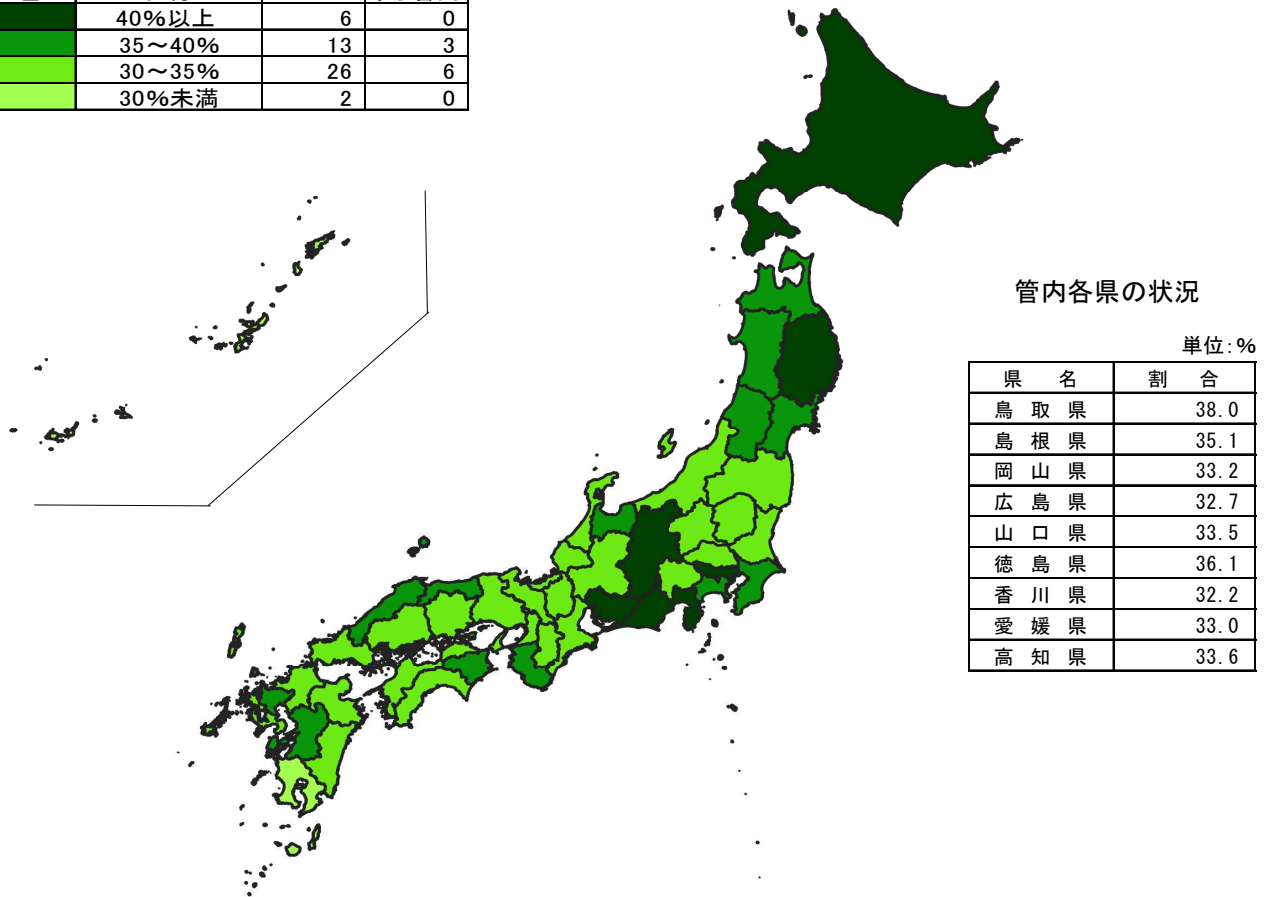 40%以上 6 0
35～40% 13 3
30～35% 26 6
30%未満 2 0
管内各県の状況
単位:%
県 名 割 合
鳥 取 県 38.0
島 根 県 35.1
岡 山 県 33.2
広 島 県 32.7
山 口 県 33.5
徳 島 県 36.1
香 川 県 32.2
愛 媛 県 33.0
高 知 県 33.6